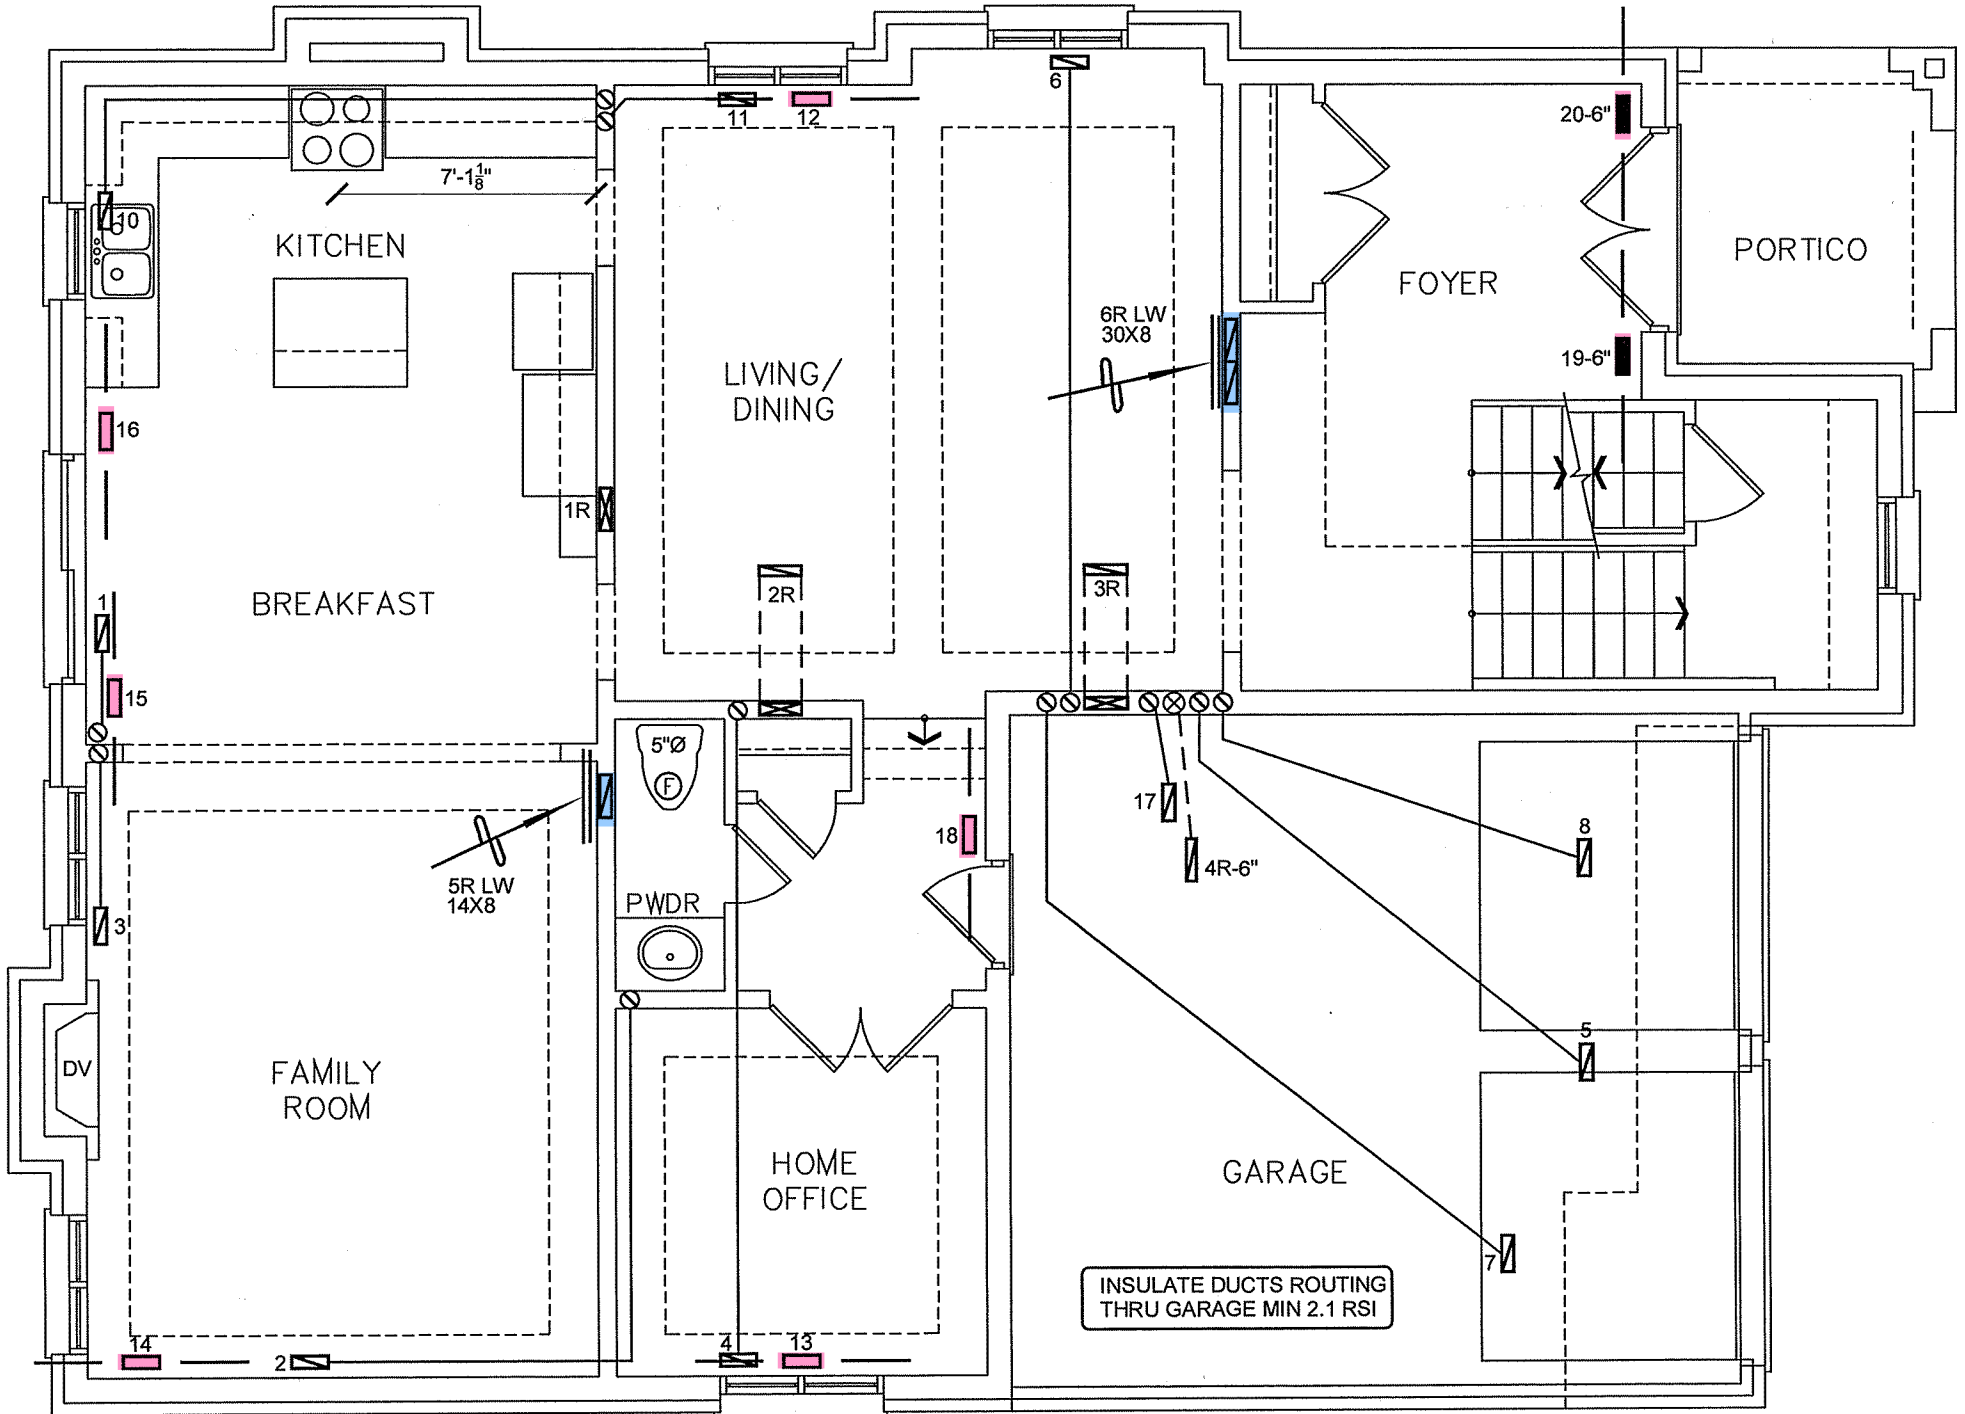 6
11
12
20-6"
7'-1 1/8"
10
KITCHEN
FOYER
PORTICO
6R LW
30X8
19-6"
LIVING/
DINING
16
1R
2R
3R
1
BREAKFAST
15
5"Ø
F
17
18
8
4R-6"
5R LW
14X8
PWDR
3
5
DV
FAMILY
ROOM
HOME
OFFICE
GARAGE
7
INSULATE DUCTS ROUTING
THRU GARAGE MIN 2.1 RSI
14
2
4
13